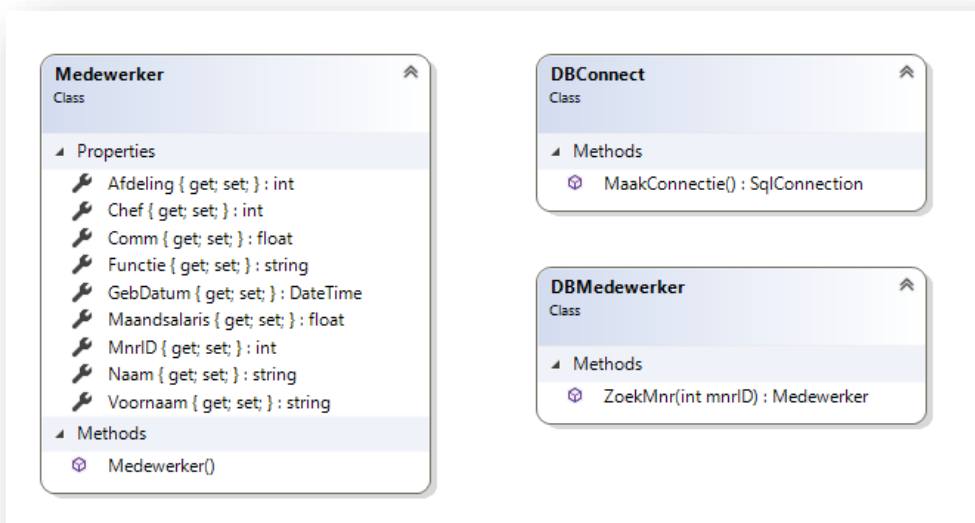 Medewerker
Class
Properties
Afdeling { get; set; } : int
Chef { get; set; } : int
Comm { get; set; } : float
Functie { get; set; } : string
GebDatum { get; set; } : DateTime
Maandsalaris { get; set; } : float
MnrID { get; set; } : int
Naam { get; set; } : string
Voornaam { get; set; } : string
Methods
Medewerker()
DBConnect
Class
Methods
MaakConnectie() : SqlConnection
DBMedewerker
Class
Methods
ZoekMnr(int mnrID) : Medewerker